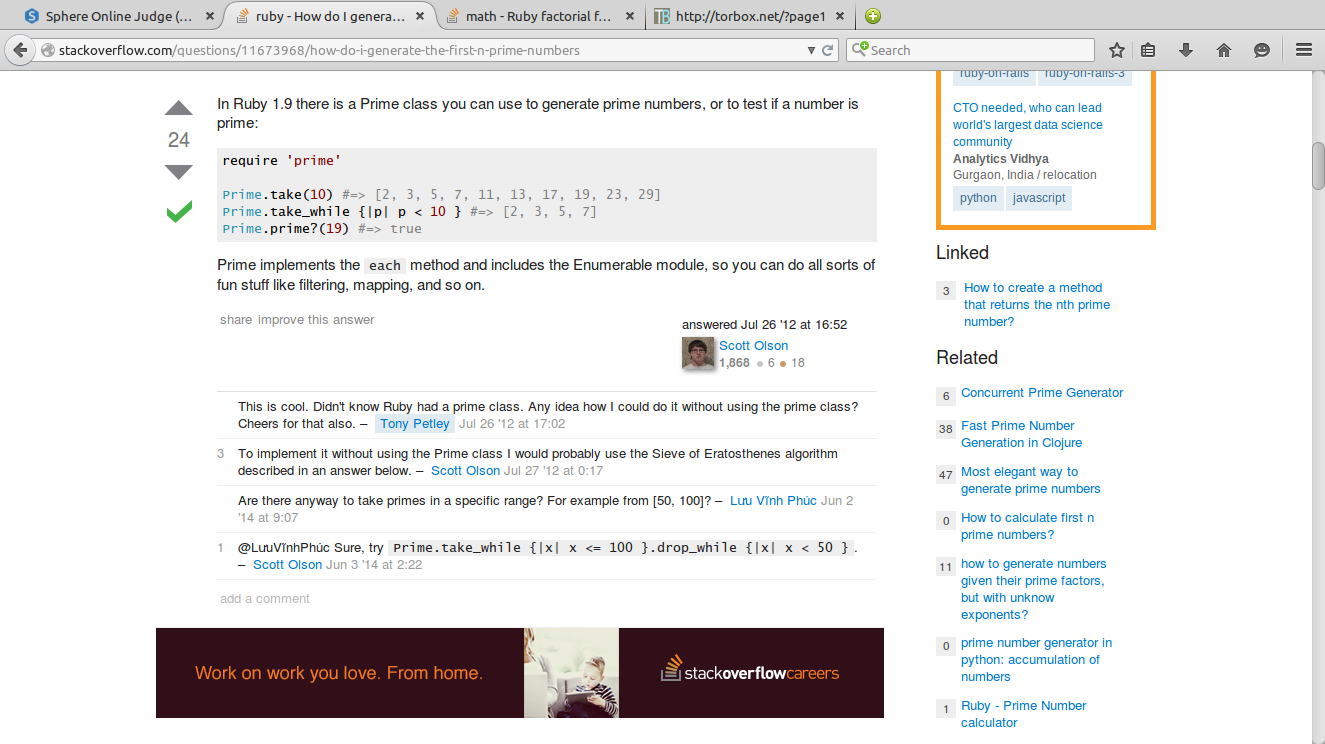 Sphere Online Judge (...
ruby - How do I genera...
math - Ruby factorial f...
http://torbox.net/?page1
stackoverflow.com/questions/11673968/how-do-i-generate-the-first-n-prime-numbers
Search
In Ruby 1.9 there is a Prime class you can use to generate prime numbers, or to test if a number is
prime:
24
require 'prime'
Prime.take(10) #=> [2, 3, 5, 7, 11, 13, 17, 19, 23, 29]
Prime.take_while {|p| p < 10 } #=> [2, 3, 5, 7]
Prime.prime?(19) #=> true
Prime implements the each method and includes the Enumerable module, so you can do all sorts of
fun stuff like filtering, mapping, and so on.
share improve this answer
answered Jul 26 '12 at 16:52
Scott Olson
1,868 ● 6 ● 18
This is cool. Didn't know Ruby had a prime class. Any idea how I could do it without using the prime class?
Cheers for that also. – Tony Petley Jul 26 '12 at 17:02
3 To implement it without using the Prime class I would probably use the Sieve of Eratosthenes algorithm
described in an answer below. – Scott Olson Jul 27 '12 at 0:17
Are there anyway to take primes in a specific range? For example from [50, 100]? – Lưu Vĩnh Phúc Jun 2
'14 at 9:07
1 @LưuVĩnhPhúc Sure, try Prime.take_while {|x| x <= 100 }.drop_while {|x| x < 50 } .
– Scott Olson Jun 3 '14 at 2:22
add a comment
Work on work you love. From home.
stackoverflowcareers
ruby-on-rails ruby-on-rails-3
CTO needed, who can lead
world's largest data science
community
Analytics Vidhya
Gurgaon, India / relocation
python javascript
Linked
3 How to create a method
that returns the nth prime
number?
Related
6 Concurrent Prime Generator
38 Fast Prime Number
Generation in Clojure
47 Most elegant way to
generate prime numbers
0 How to calculate first n
prime numbers?
11 how to generate numbers
given their prime factors,
but with unknow
exponents?
0 prime number generator in
python: accumulation of
numbers
1 Ruby - Prime Number
calculator